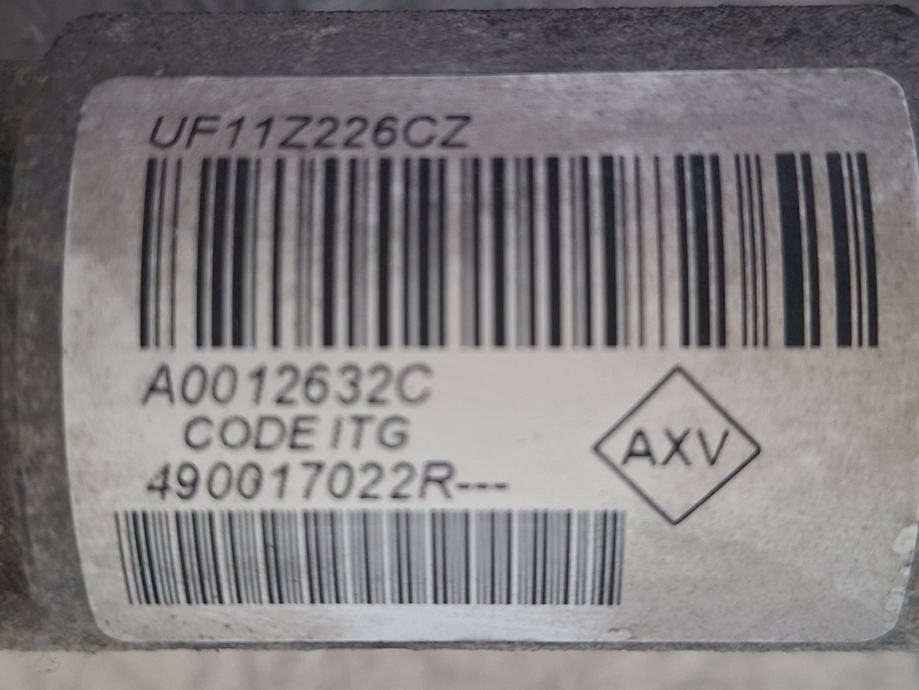 UF11Z226CZ
A0012632C
CODE ITG
AXV
490017022R---